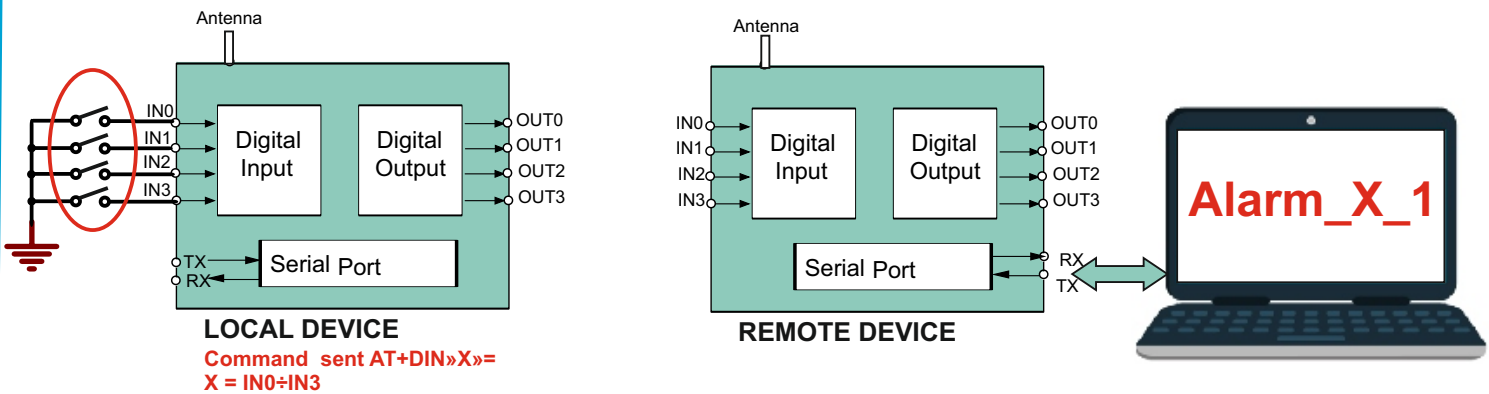 Antenna
IN0
IN1
IN2
IN3
Digital
Input
Digital
Output
OUT0
OUT1
OUT2
OUT3
TX
RX
Serial Port
LOCAL DEVICE
Command sent AT+DIN»X»=
X = IN0÷IN3
Antenna
IN0
IN1
IN2
IN3
Digital
Input
Digital
Output
OUT0
OUT1
OUT2
OUT3
Serial Port
RX
TX
REMOTE DEVICE
Alarm_X_1